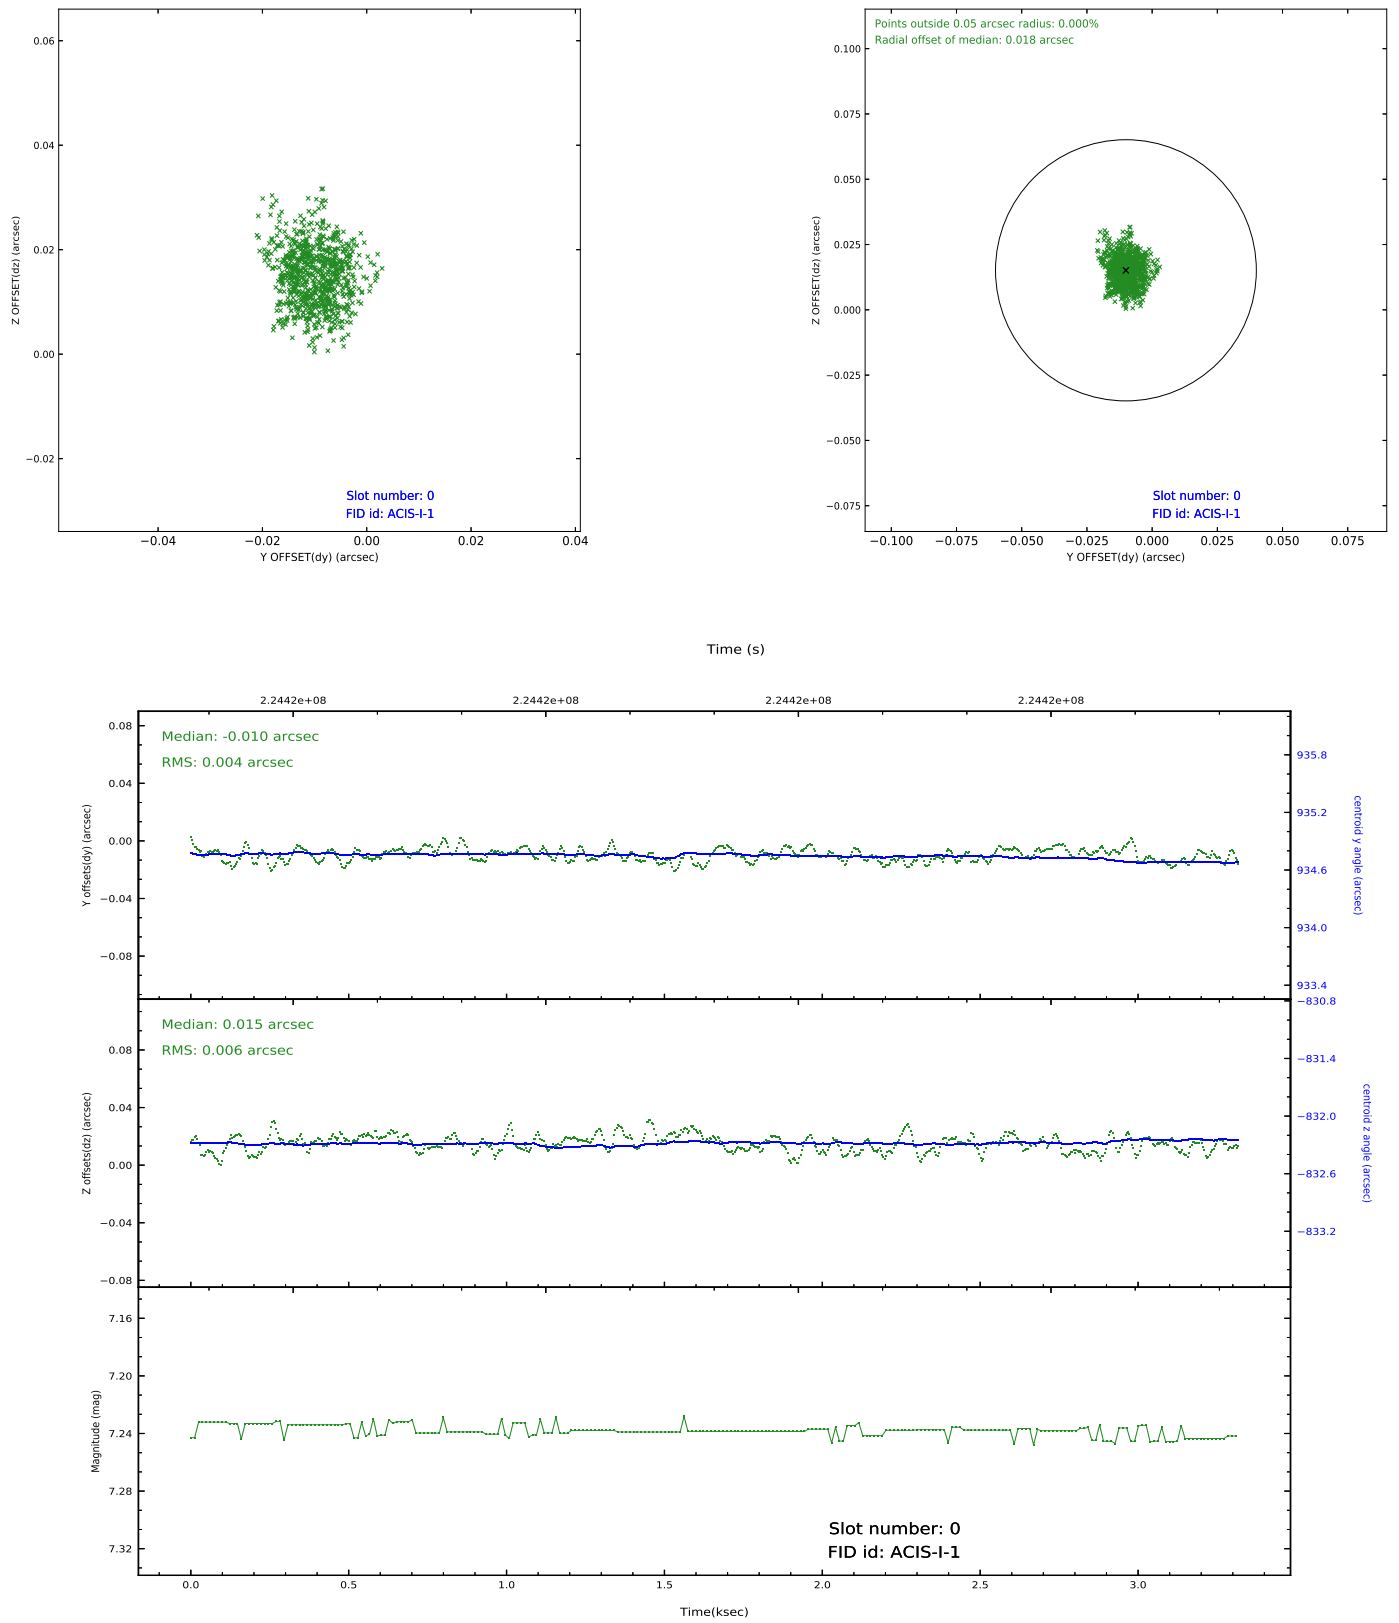 0.06
0.04
0.02
0.00
−0.02
Z OFFSET(dz) (arcsec)
Slot number: 0
FID id: ACIS-I-1
−0.04 −0.02 0.00 0.02 0.04
Y OFFSET(dy) (arcsec)
Points outside 0.05 arcsec radius: 0.000%
Radial offset of median: 0.018 arcsec
0.100
0.075
0.050
0.025
0.000
−0.025
−0.050
−0.075
Z OFFSET(dz) (arcsec)
Slot number: 0
FID id: ACIS-I-1
−0.100 −0.075 −0.050 −0.025 0.000 0.025 0.050 0.075
Y OFFSET(dy) (arcsec)
Time (s)
2.2442e+08 2.2442e+08 2.2442e+08 2.2442e+08
Median: -0.010 arcsec
RMS: 0.004 arcsec
0.08
0.04
0.00
−0.04
−0.08
Y offsets(dy) (arcsec)
935.8
935.2
934.6
934.0
933.4
centroid y angle (arcsec)
Median: 0.015 arcsec
RMS: 0.006 arcsec
0.08
0.04
0.00
−0.04
−0.08
Z offsets(dz) (arcsec)
−830.8
−831.4
−832.0
−832.6
−833.2
centroid z angle (arcsec)
7.16
7.20
7.24
7.28
7.32
Magnitude (mag)
Slot number: 0
FID id: ACIS-I-1
0.0 0.5 1.0 1.5 2.0 2.5 3.0
Time(ksec)